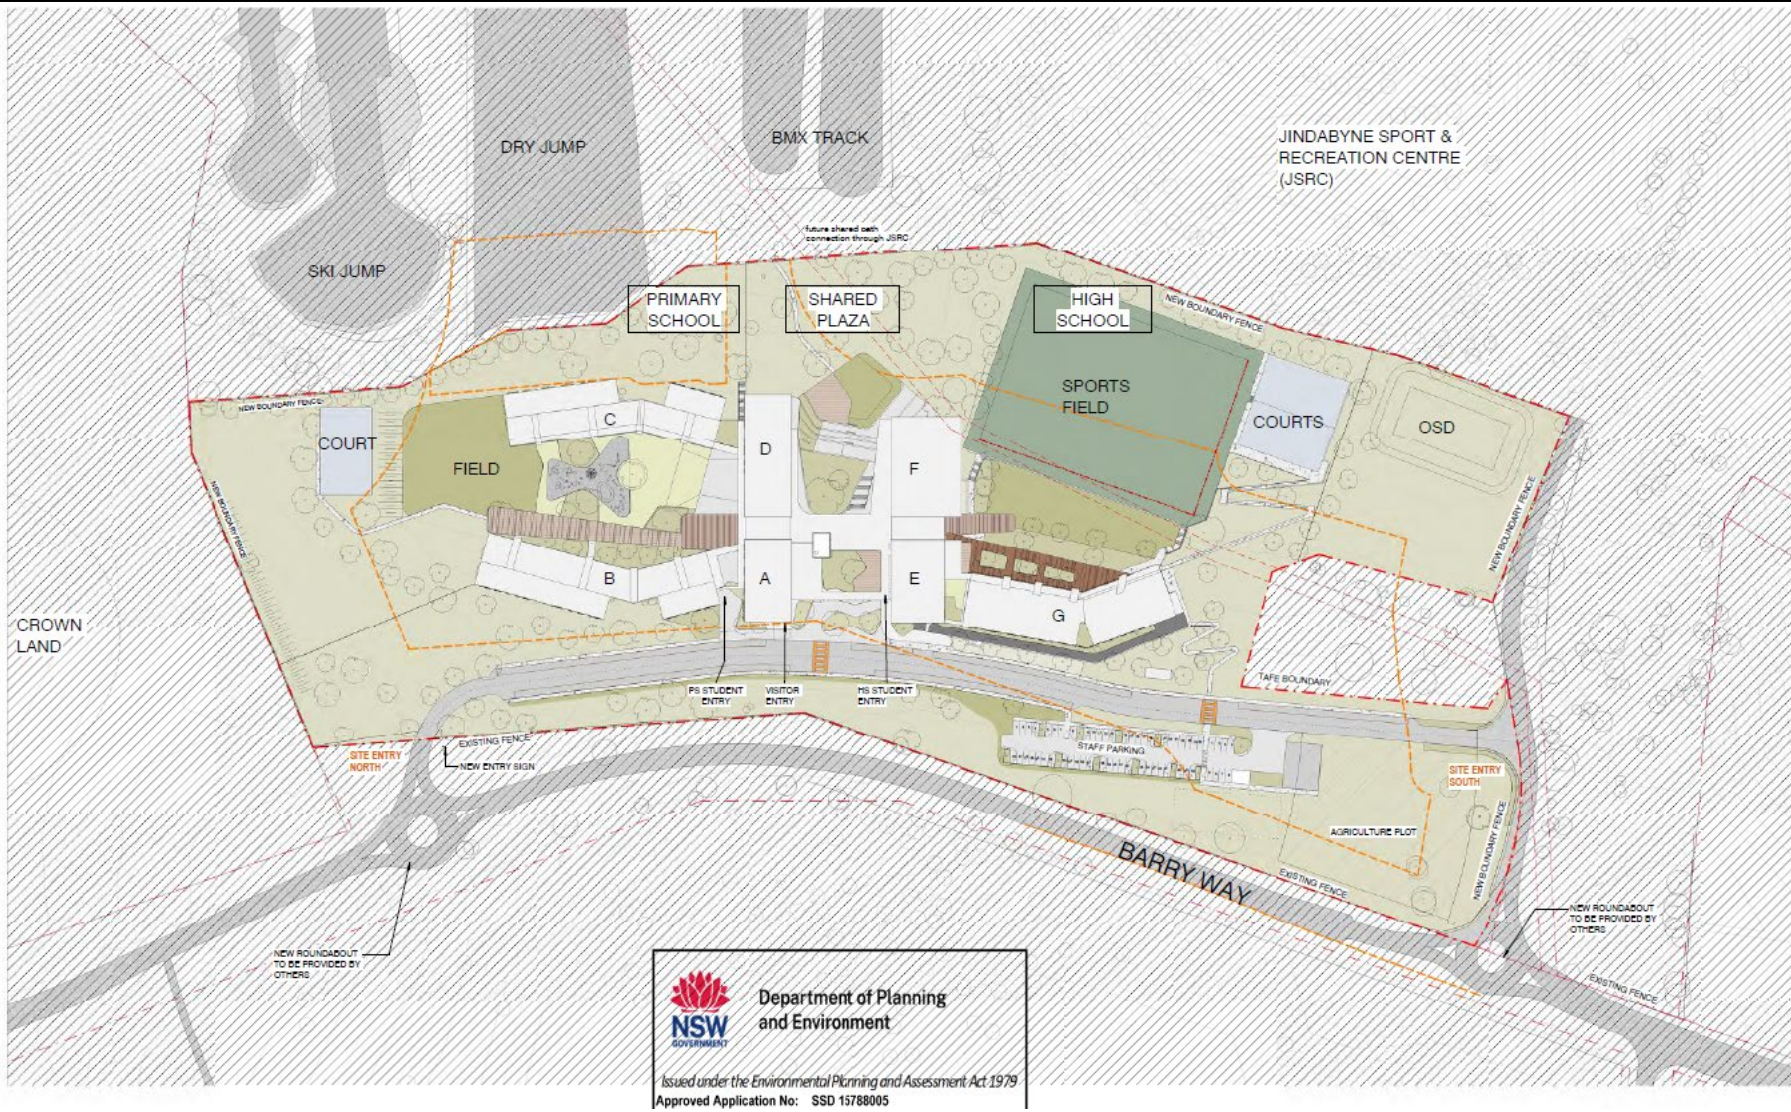 DRY JUMP
BMX TRACK
JINDABYNE SPORT &
RECREATION CENTRE
(JSRC)
future shared path
connection through JSRC
SKI JUMP
PRIMARY
SCHOOL
SHARED
PLAZA
HIGH
SCHOOL
NEW BOUNDARY FENCE
SPORTS
FIELD
NEW BOUNDARY FENCE
COURT
C
FIELD
D
F
COURTS
OSD
NEW BOUNDARY FENCE
NEW BOUNDARY FENCE
B
A
E
G
CROWN
LAND
TAFE BOUNDARY
PS STUDENT
ENTRY
VISITOR
ENTRY
HS STUDENT
ENTRY
EXISTING FENCE
SITE ENTRY
NORTH
NEW ENTRY SIGN
STAFF PARKING
SITE ENTRY
SOUTH
AGRICULTURE PLOT
NEW BOUNDARY FENCE
BARRY WAY
EXISTING FENCE
NEW ROUNDABOUT
TO BE PROVIDED BY
OTHERS
NEW ROUNDABOUT
TO BE PROVIDED BY
OTHERS
EXISTING FENCE
NSW
GOVERNMENT
Department of Planning
and Environment
Issued under the Environmental Planning and Assessment Act 1979
Approved Application No: SSD 15788005